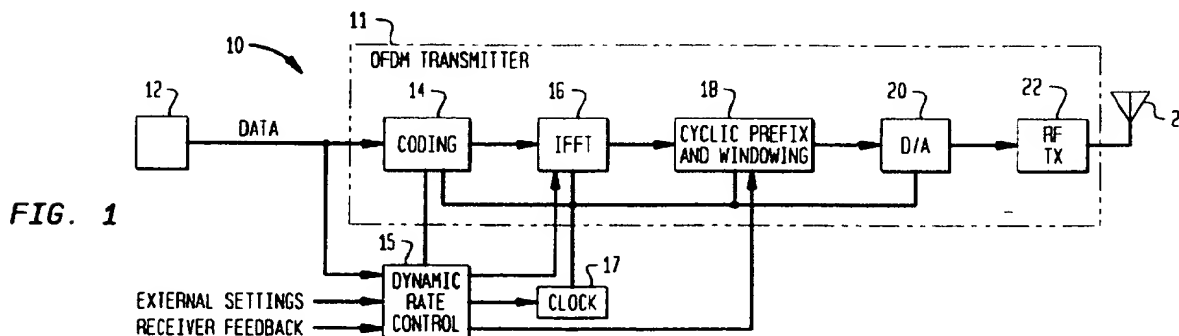 11
10
OFDM TRANSMITTER
12
14
16
18
20
22
2
DATA
CODING
IFFT
CYCLIC PREFIX
AND WINDOWING
D/A
RF
TX
FIG. 1
15
17
DYNAMIC
RATE
CONTROL
CLOCK
EXTERNAL SETTINGS
RECEIVER FEEDBACK